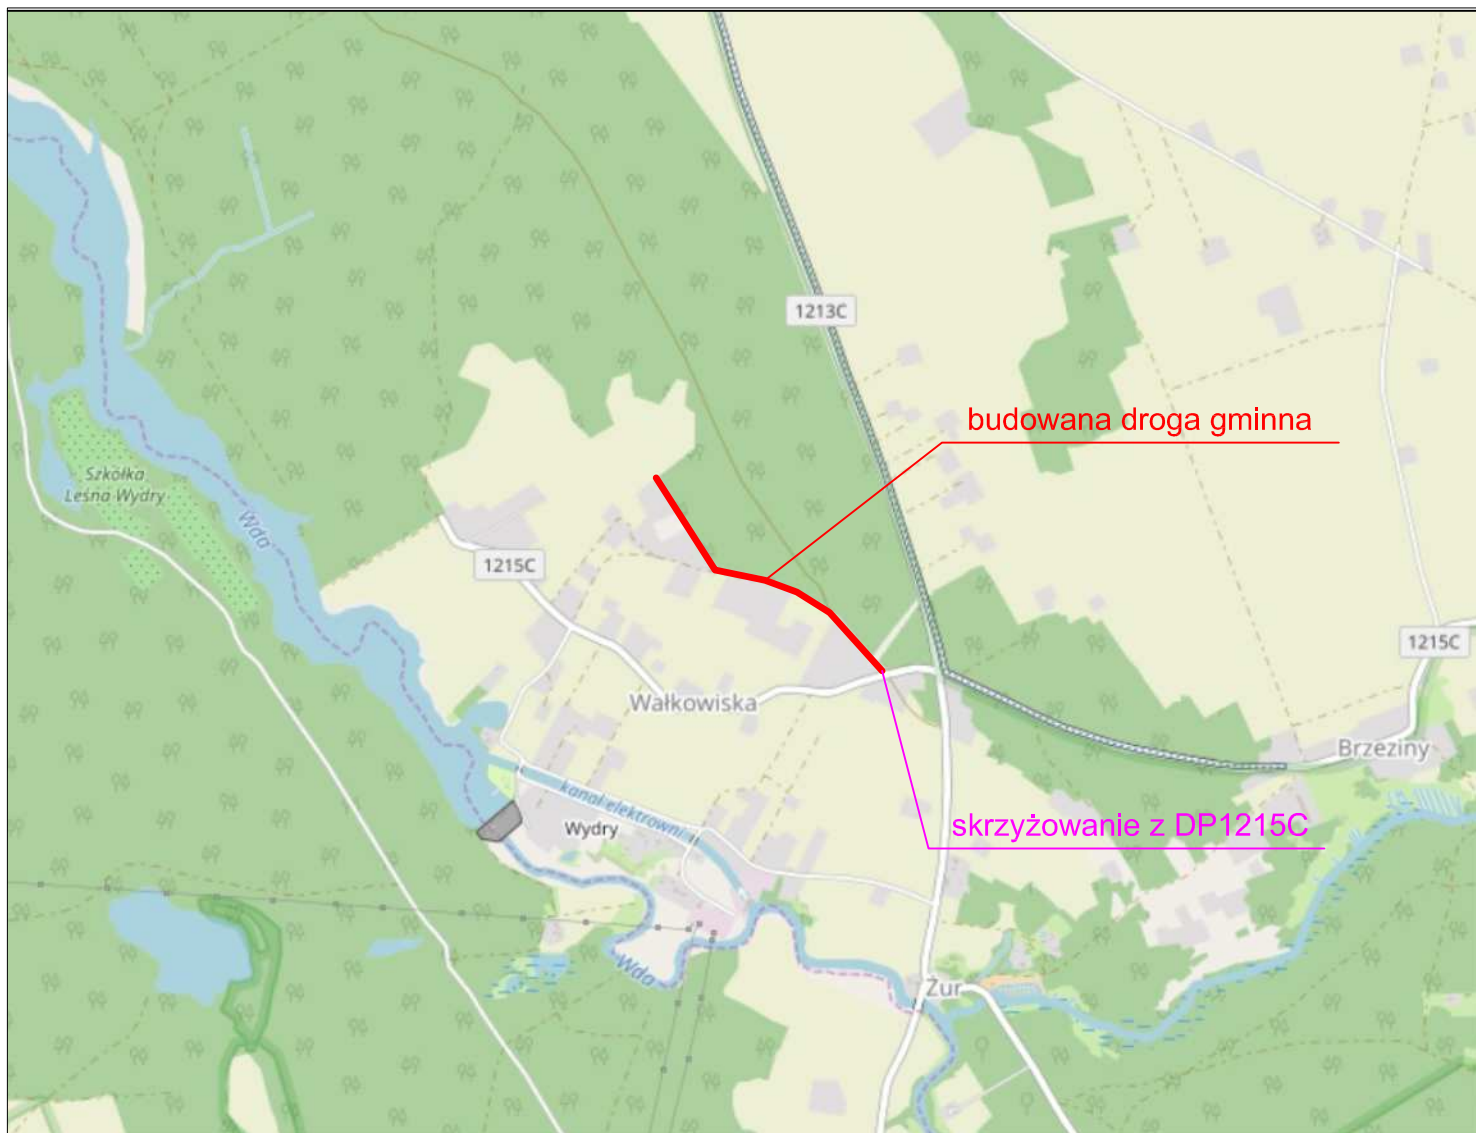 1213C
budowana droga gminna
Szkółka
Leśna Wydry
Wda
1215C
1215C
Wałkowiska
Brzeziny
kanał elektrowni
Wydry
skrzyżowanie z DP1215C
Wda
Żur